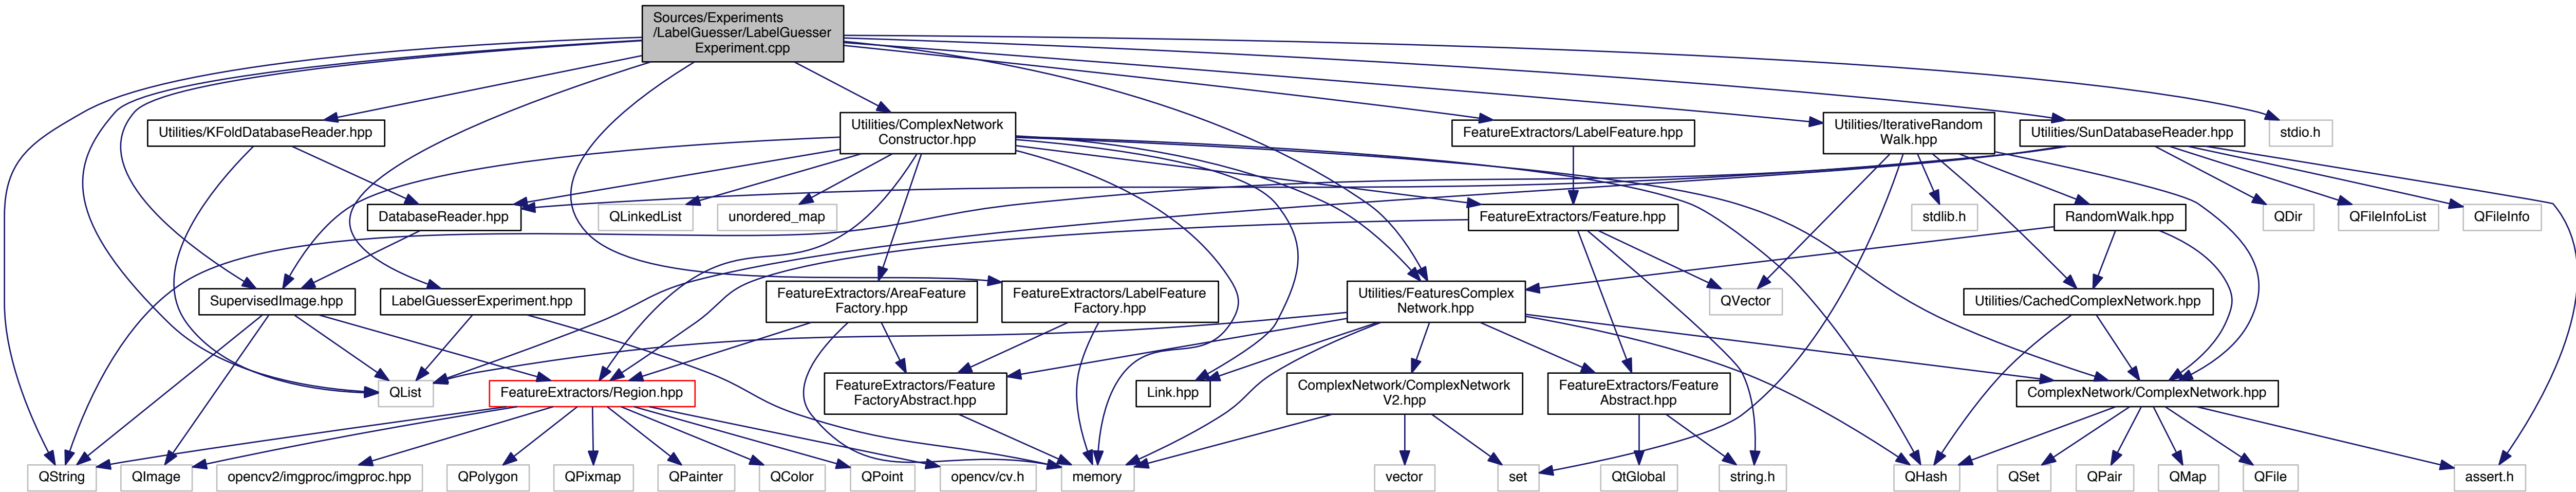 Sources/Experiments
/LabelGuesser/LabelGuesser
Experiment.cpp
Utilities/KFoldDatabaseReader.hpp
Utilities/ComplexNetwork
Constructor.hpp
FeatureExtractors/LabelFeature.hpp
Utilities/IterativeRandom
Walk.hpp
Utilities/SunDatabaseReader.hpp
stdio.h
DatabaseReader.hpp
QLinkedList
unordered_map
FeatureExtractors/Feature.hpp
stdlib.h
RandomWalk.hpp
QDir
QFileInfoList
QFileInfo
SupervisedImage.hpp
LabelGuesserExperiment.hpp
FeatureExtractors/AreaFeature
Factory.hpp
FeatureExtractors/LabelFeature
Factory.hpp
Utilities/FeaturesComplex
Network.hpp
QVector
Utilities/CachedComplexNetwork.hpp
QList
FeatureExtractors/Region.hpp
FeatureExtractors/Feature
FactoryAbstract.hpp
Link.hpp
ComplexNetwork/ComplexNetwork
V2.hpp
FeatureExtractors/Feature
Abstract.hpp
ComplexNetwork/ComplexNetwork.hpp
QString
QImage
opencv2/imgproc/imgproc.hpp
QPolygon
QPixmap
QPainter
QColor
QPoint
opencv/cv.h
memory
vector
set
QtGlobal
string.h
QHash
QSet
QPair
QMap
QFile
assert.h